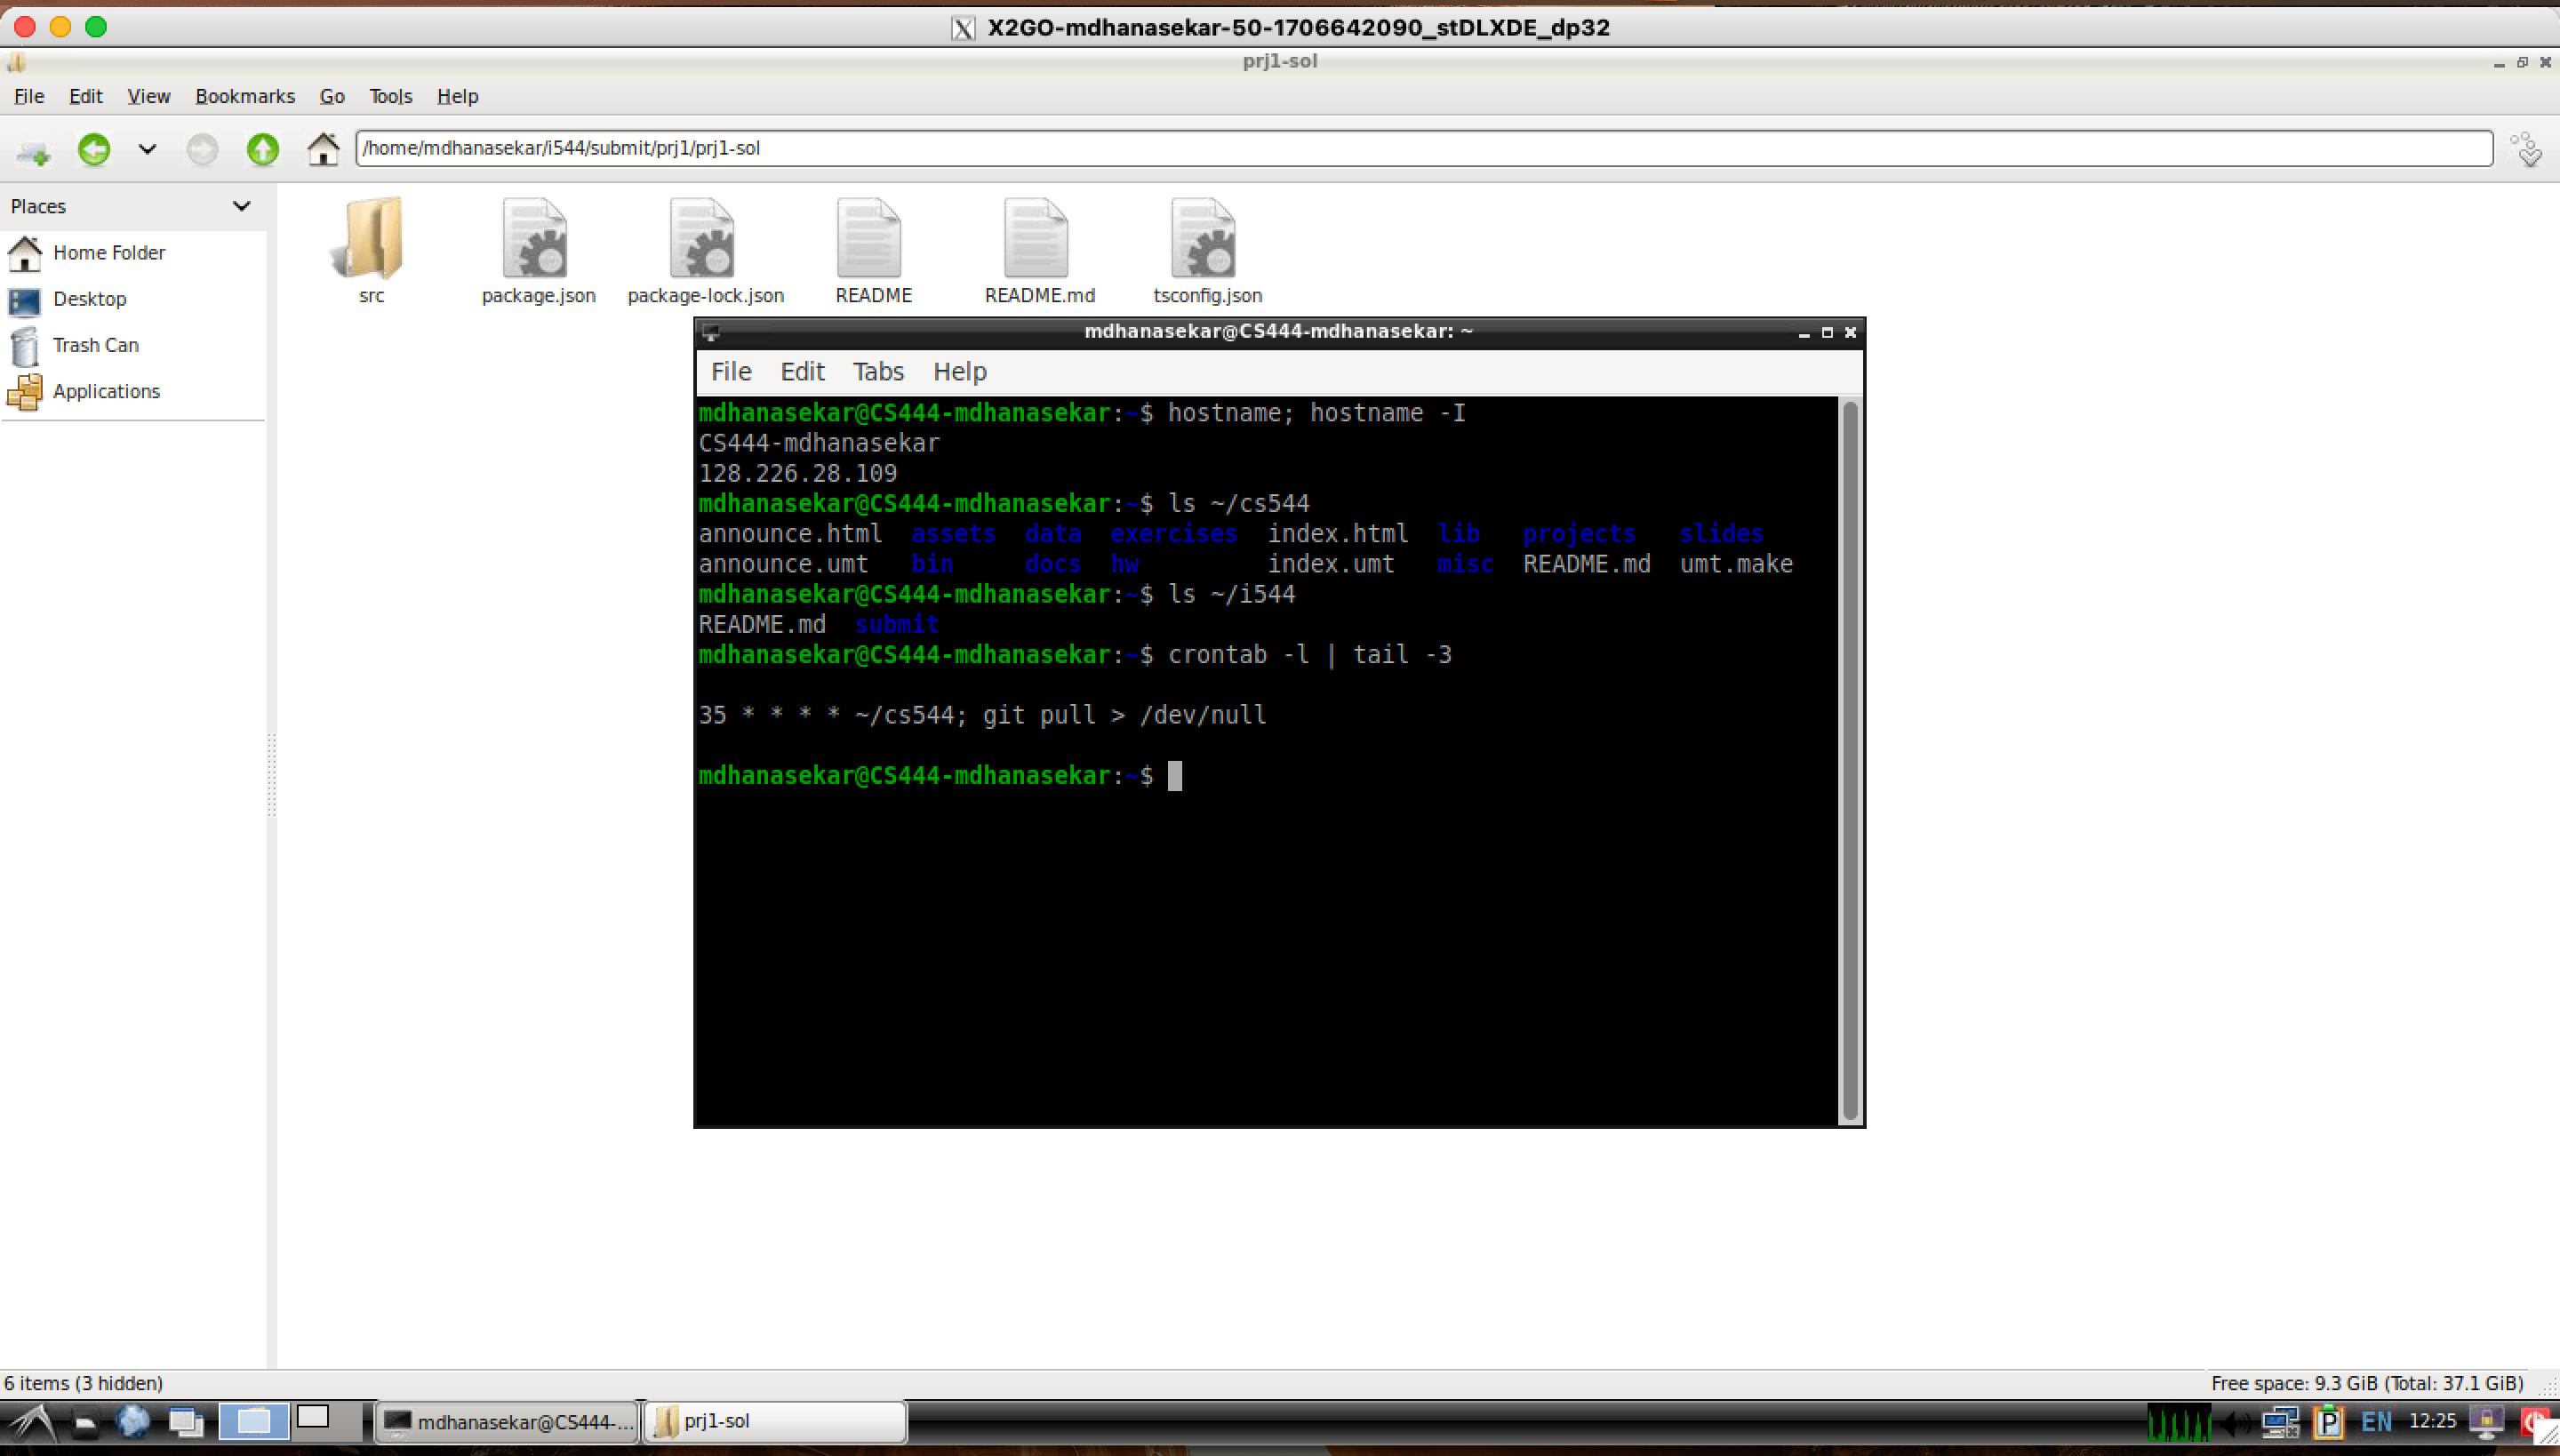 X2GO-mdhanasekar-50-1706642090_stDLXDE_dp32
prj1-sol
File Edit View Bookmarks Go Tools Help
/home/mdhanasekar/i544/submit/prj1/prj1-sol
Places
Home Folder
Desktop
Trash Can
Applications
src package.json package-lock.json README README.md tsconfig.json
mdhanasekar@CS444-mdhanasekar: ~
File Edit Tabs Help
mdhanasekar@CS444-mdhanasekar:~$ hostname; hostname -I
CS444-mdhanasekar
128.226.28.109
mdhanasekar@CS444-mdhanasekar:~$ ls ~/cs544
announce.html assets data exercises index.html lib projects slides
announce.umt bin docs hw index.umt misc README.md umt.make
mdhanasekar@CS444-mdhanasekar:~$ ls ~/i544
README.md submit
mdhanasekar@CS444-mdhanasekar:~$ crontab -l | tail -3
35 * * * * ~/cs544; git pull > /dev/null
mdhanasekar@CS444-mdhanasekar:~$
6 items (3 hidden)
Free space: 9.3 GiB (Total: 37.1 GiB)
mdhanasekar@CS444-... prj1-sol P EN 12:25